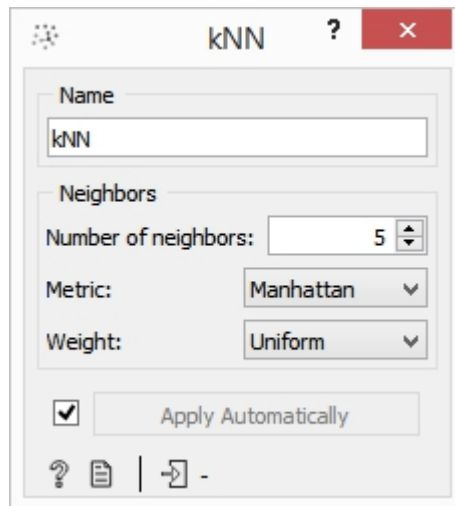 kNN ? ×
Name
kNN
Neighbors
Number of neighbors: 5
Metric: Manhattan
Weight: Uniform
Apply Automatically
? | -